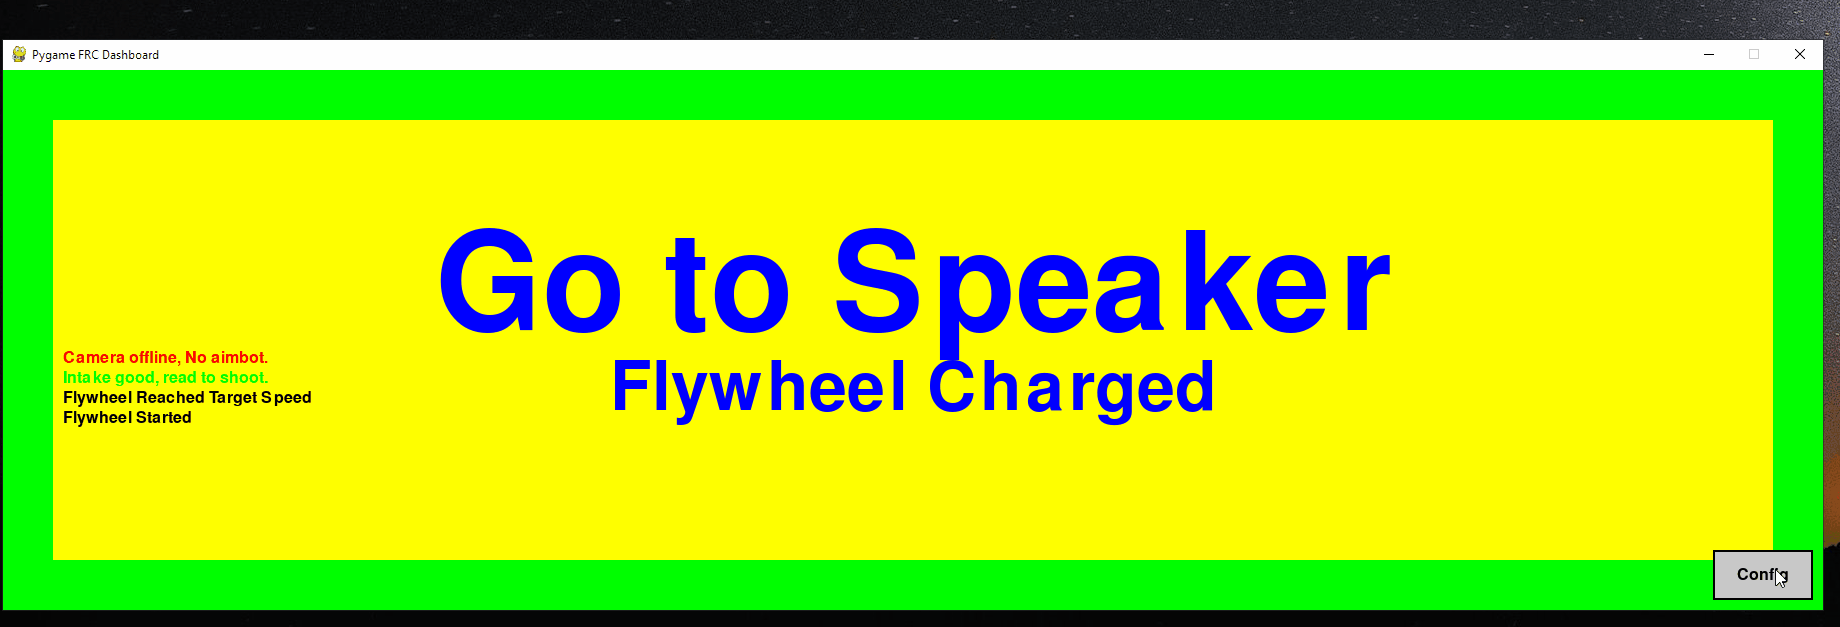 Pygame FRC Dashboard
Go to Speaker
Flywheel Charged
Camera offline, No aimbot.
Intake good, read to shoot.
Flywheel Reached Target Speed
Flywheel Started
Config